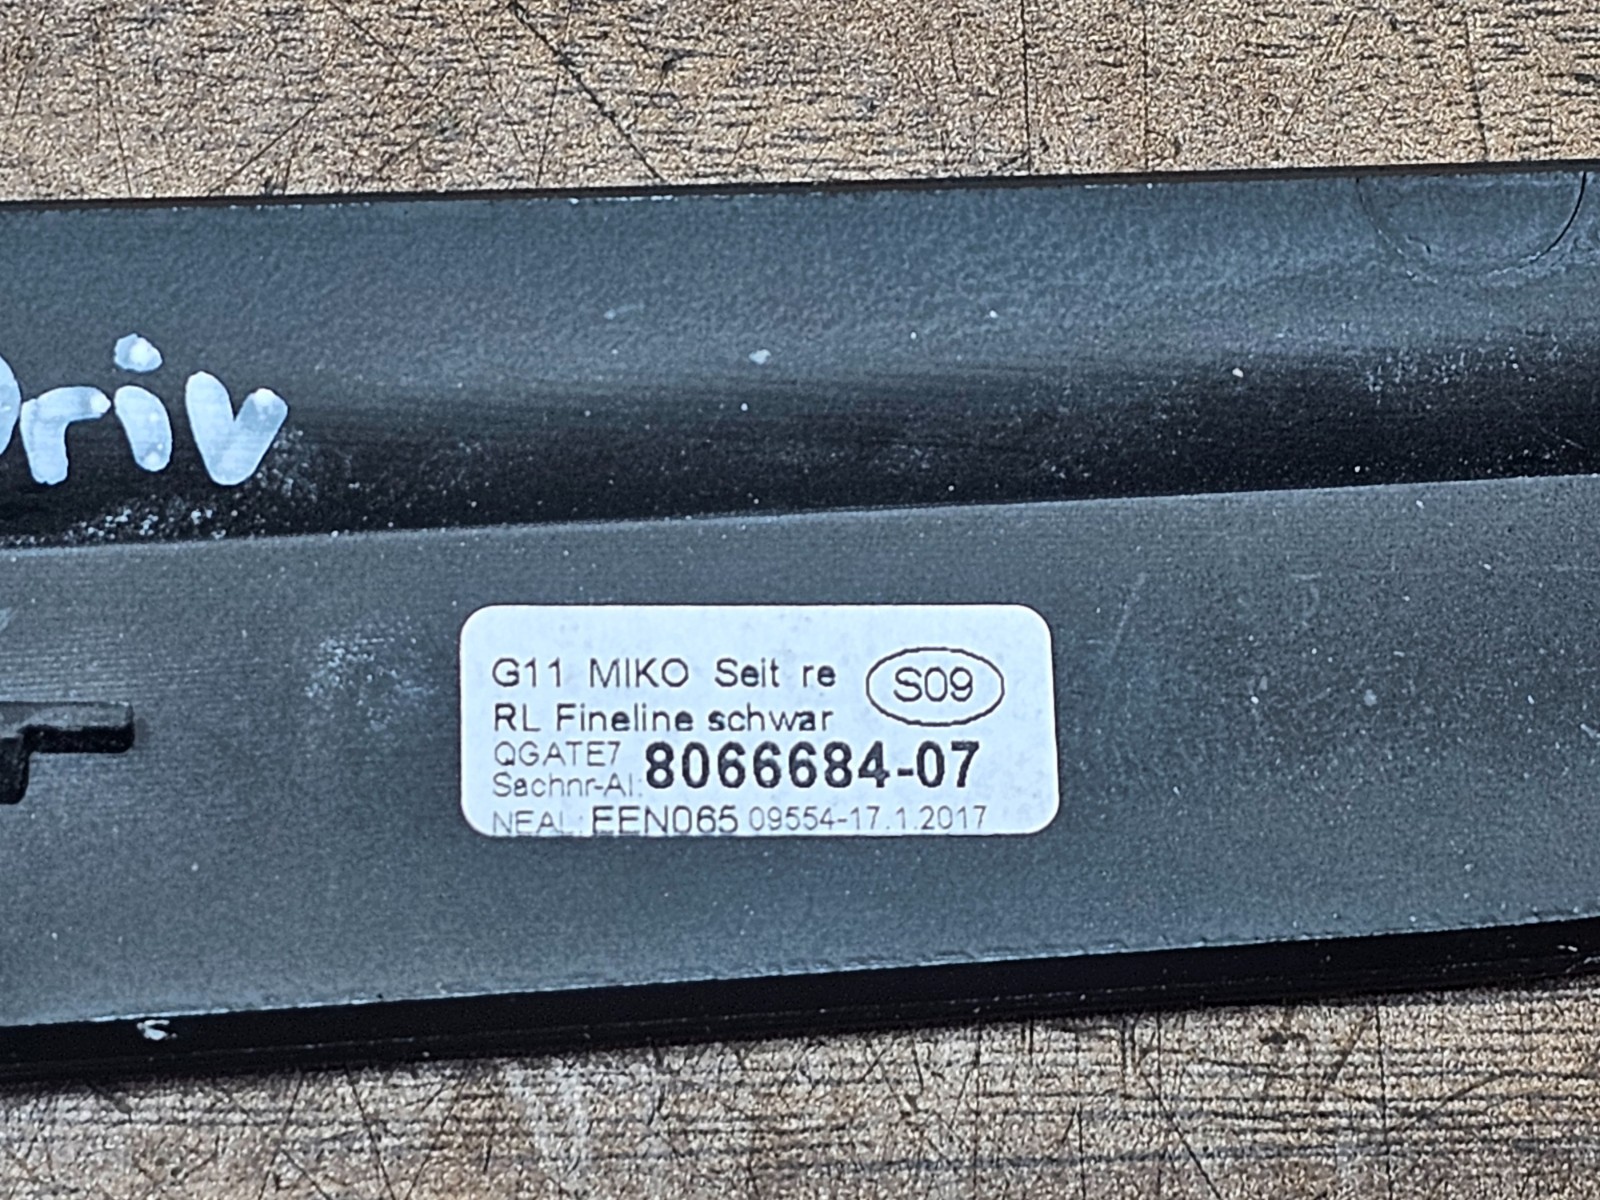 Driv
G11 MIKO Seit re
S09
RL Fineline schwar
QGATE7
Sachnr-AI: 8066684-07
NEAL: EEN065 09554-17.1.2017